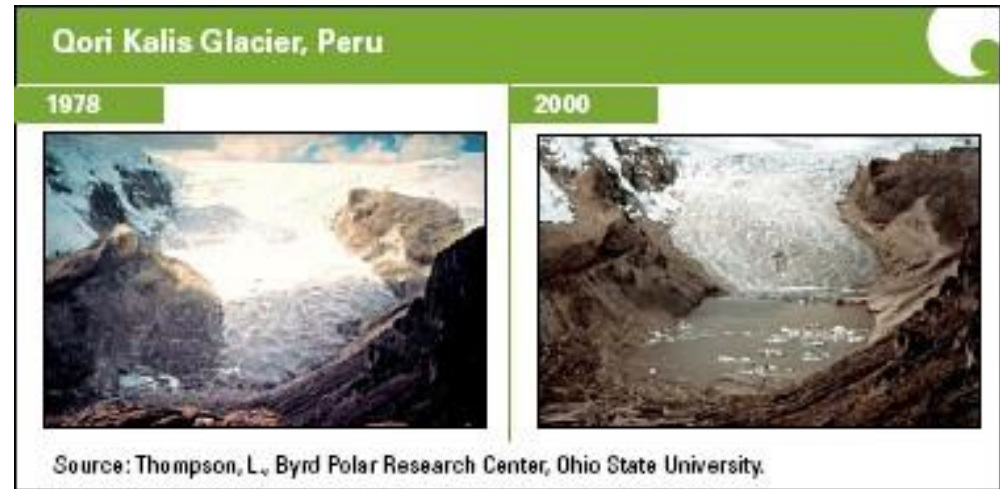 Qori Kalis Glacier, Peru
1978
2000
Source: Thompson, L., Byrd Polar Research Center, Ohio State University.